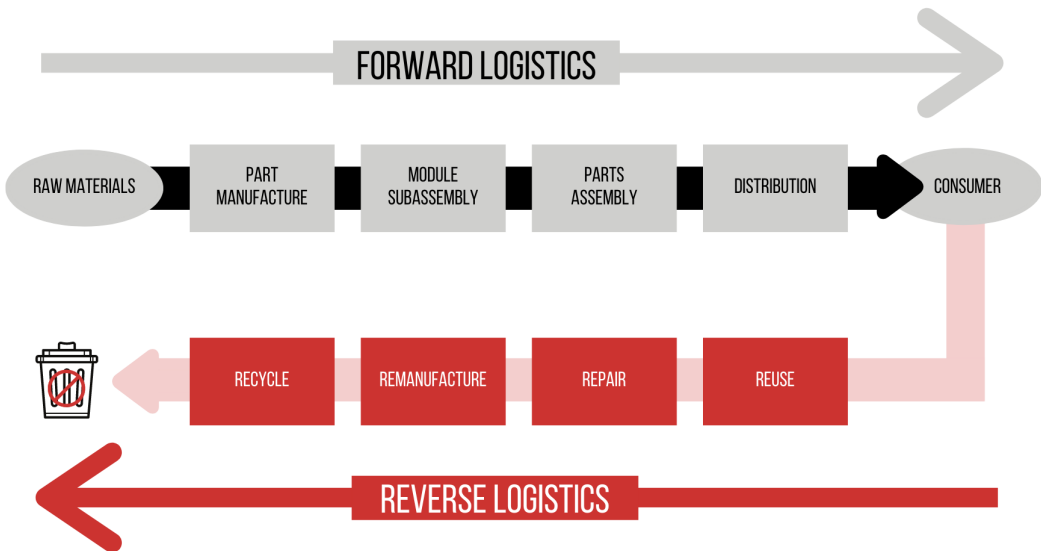 FORWARD LOGISTICS
RAW MATERIALS
PART
MANUFACTURE
MODULE
SUBASSEMBLY
PARTS
ASSEMBLY
DISTRIBUTION
CONSUMER
RECYCLE
REMANUFACTURE
REPAIR
REUSE
REVERSE LOGISTICS